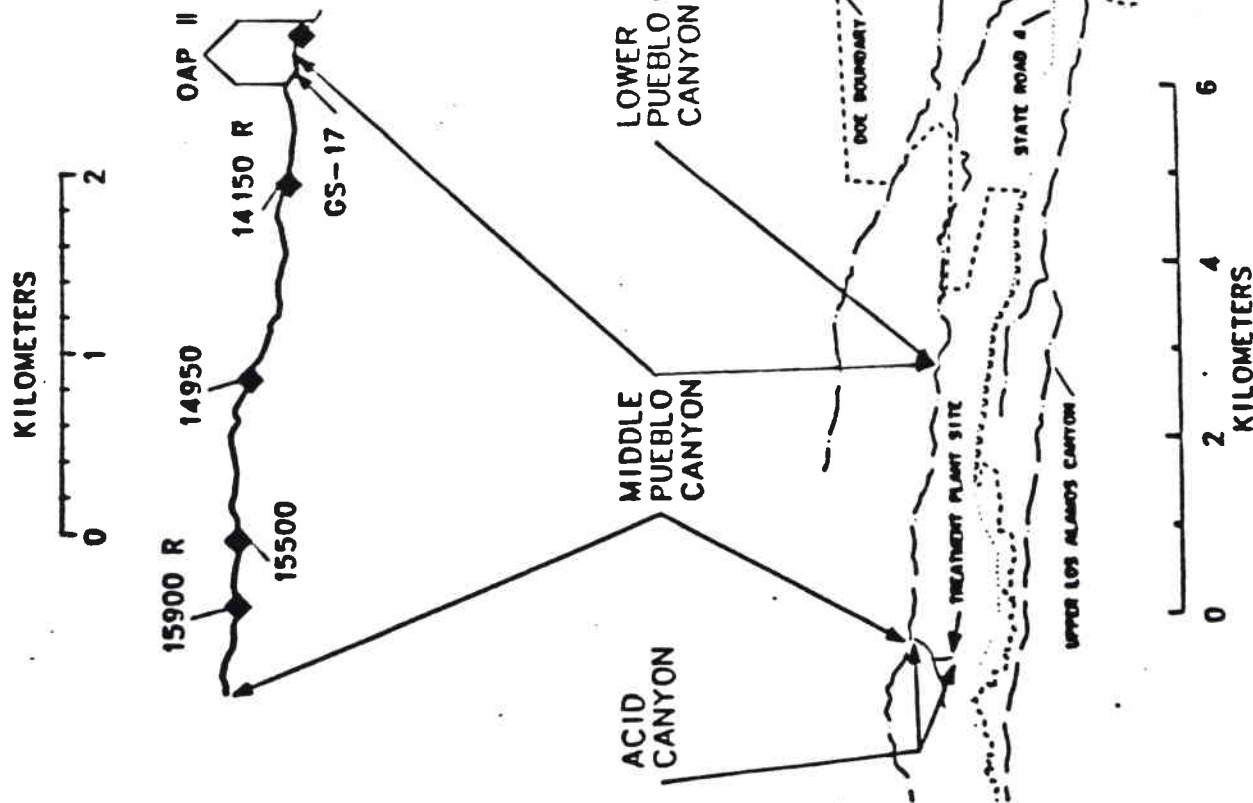 KILOMETERS
0 1 2
15900 R
15500
14950
14150 R
GS-17
OAP II
MIDDLE
PUEBLO
CANYON
LOWER
PUEBLO
CANYON
ACID
CANYON
TREATMENT PLANT SITE
DOE BOUNDARY
STATE ROAD 4
UPPER LOS ALAMOS CANYON
0 2 4 6
KILOMETERS